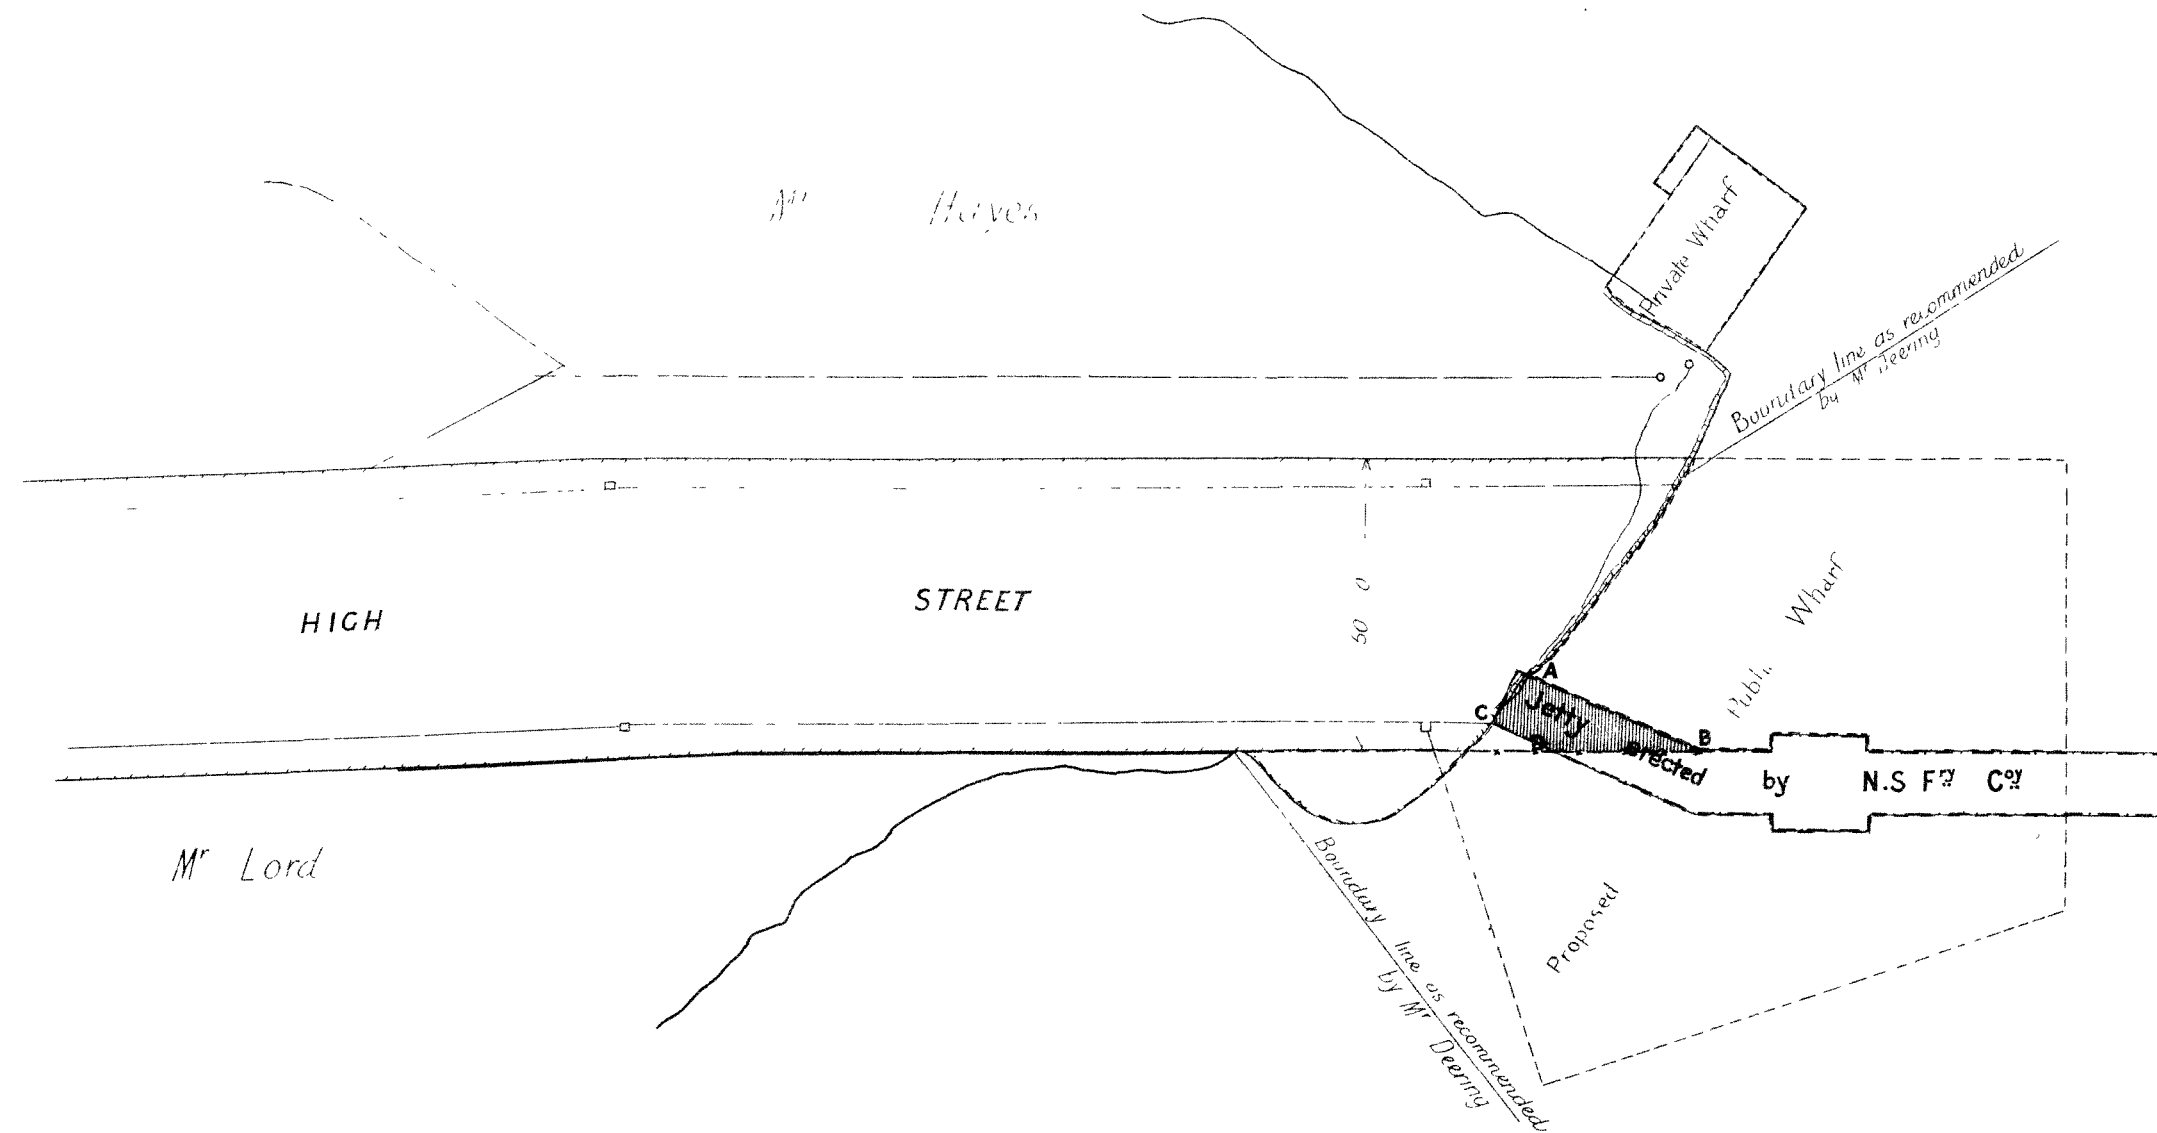 Mr Hayes
Private Wharf
Boundary line as recommended
by Mr Deering
HIGH STREET
50 0
Public Wharf
A
Jetty
C
B
D
erected by N.S Fry Coy
Mr Lord
Boundary line as recommended
by Mr Deering
Proposed